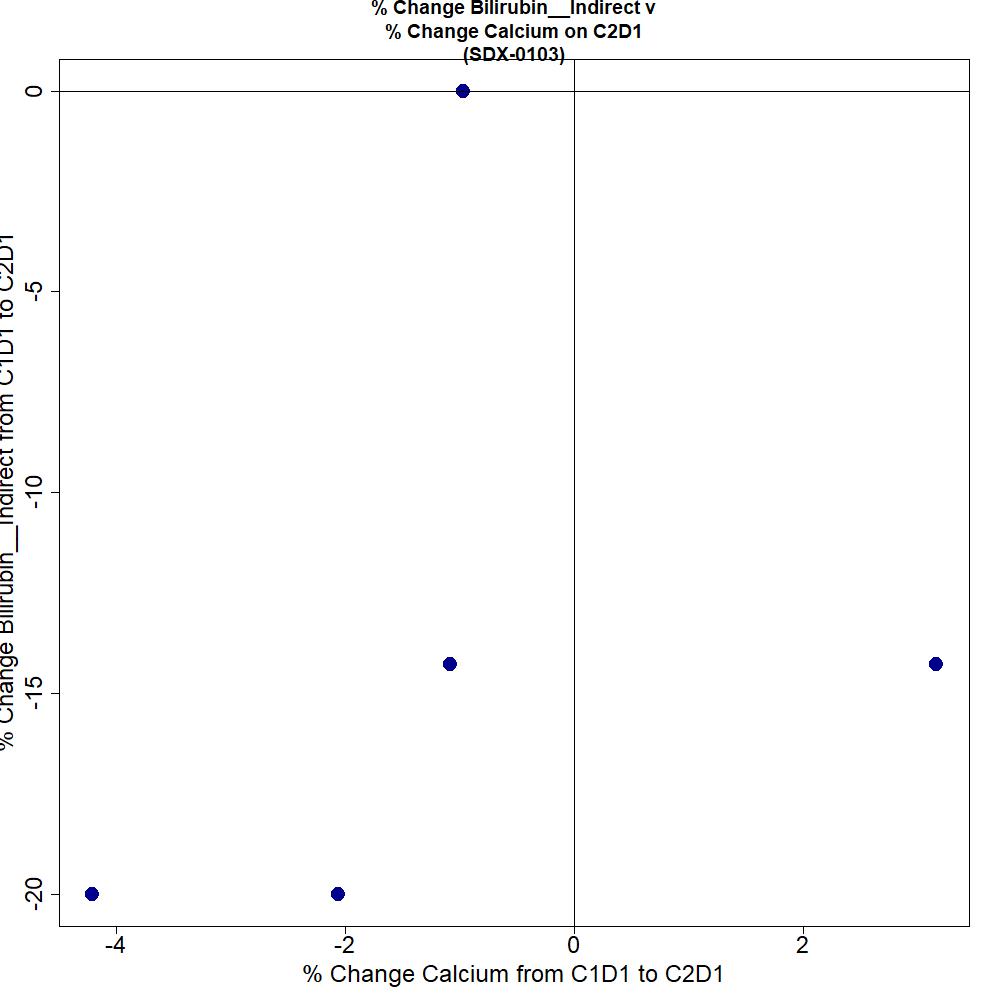 % Change Bilirubin__Indirect v
% Change Calcium on C2D1
(SDX-0103)
% Change Bilirubin__Indirect from C1D1 to C2D1
0
-5
-10
-15
-20
-4
-2
0
2
% Change Calcium from C1D1 to C2D1